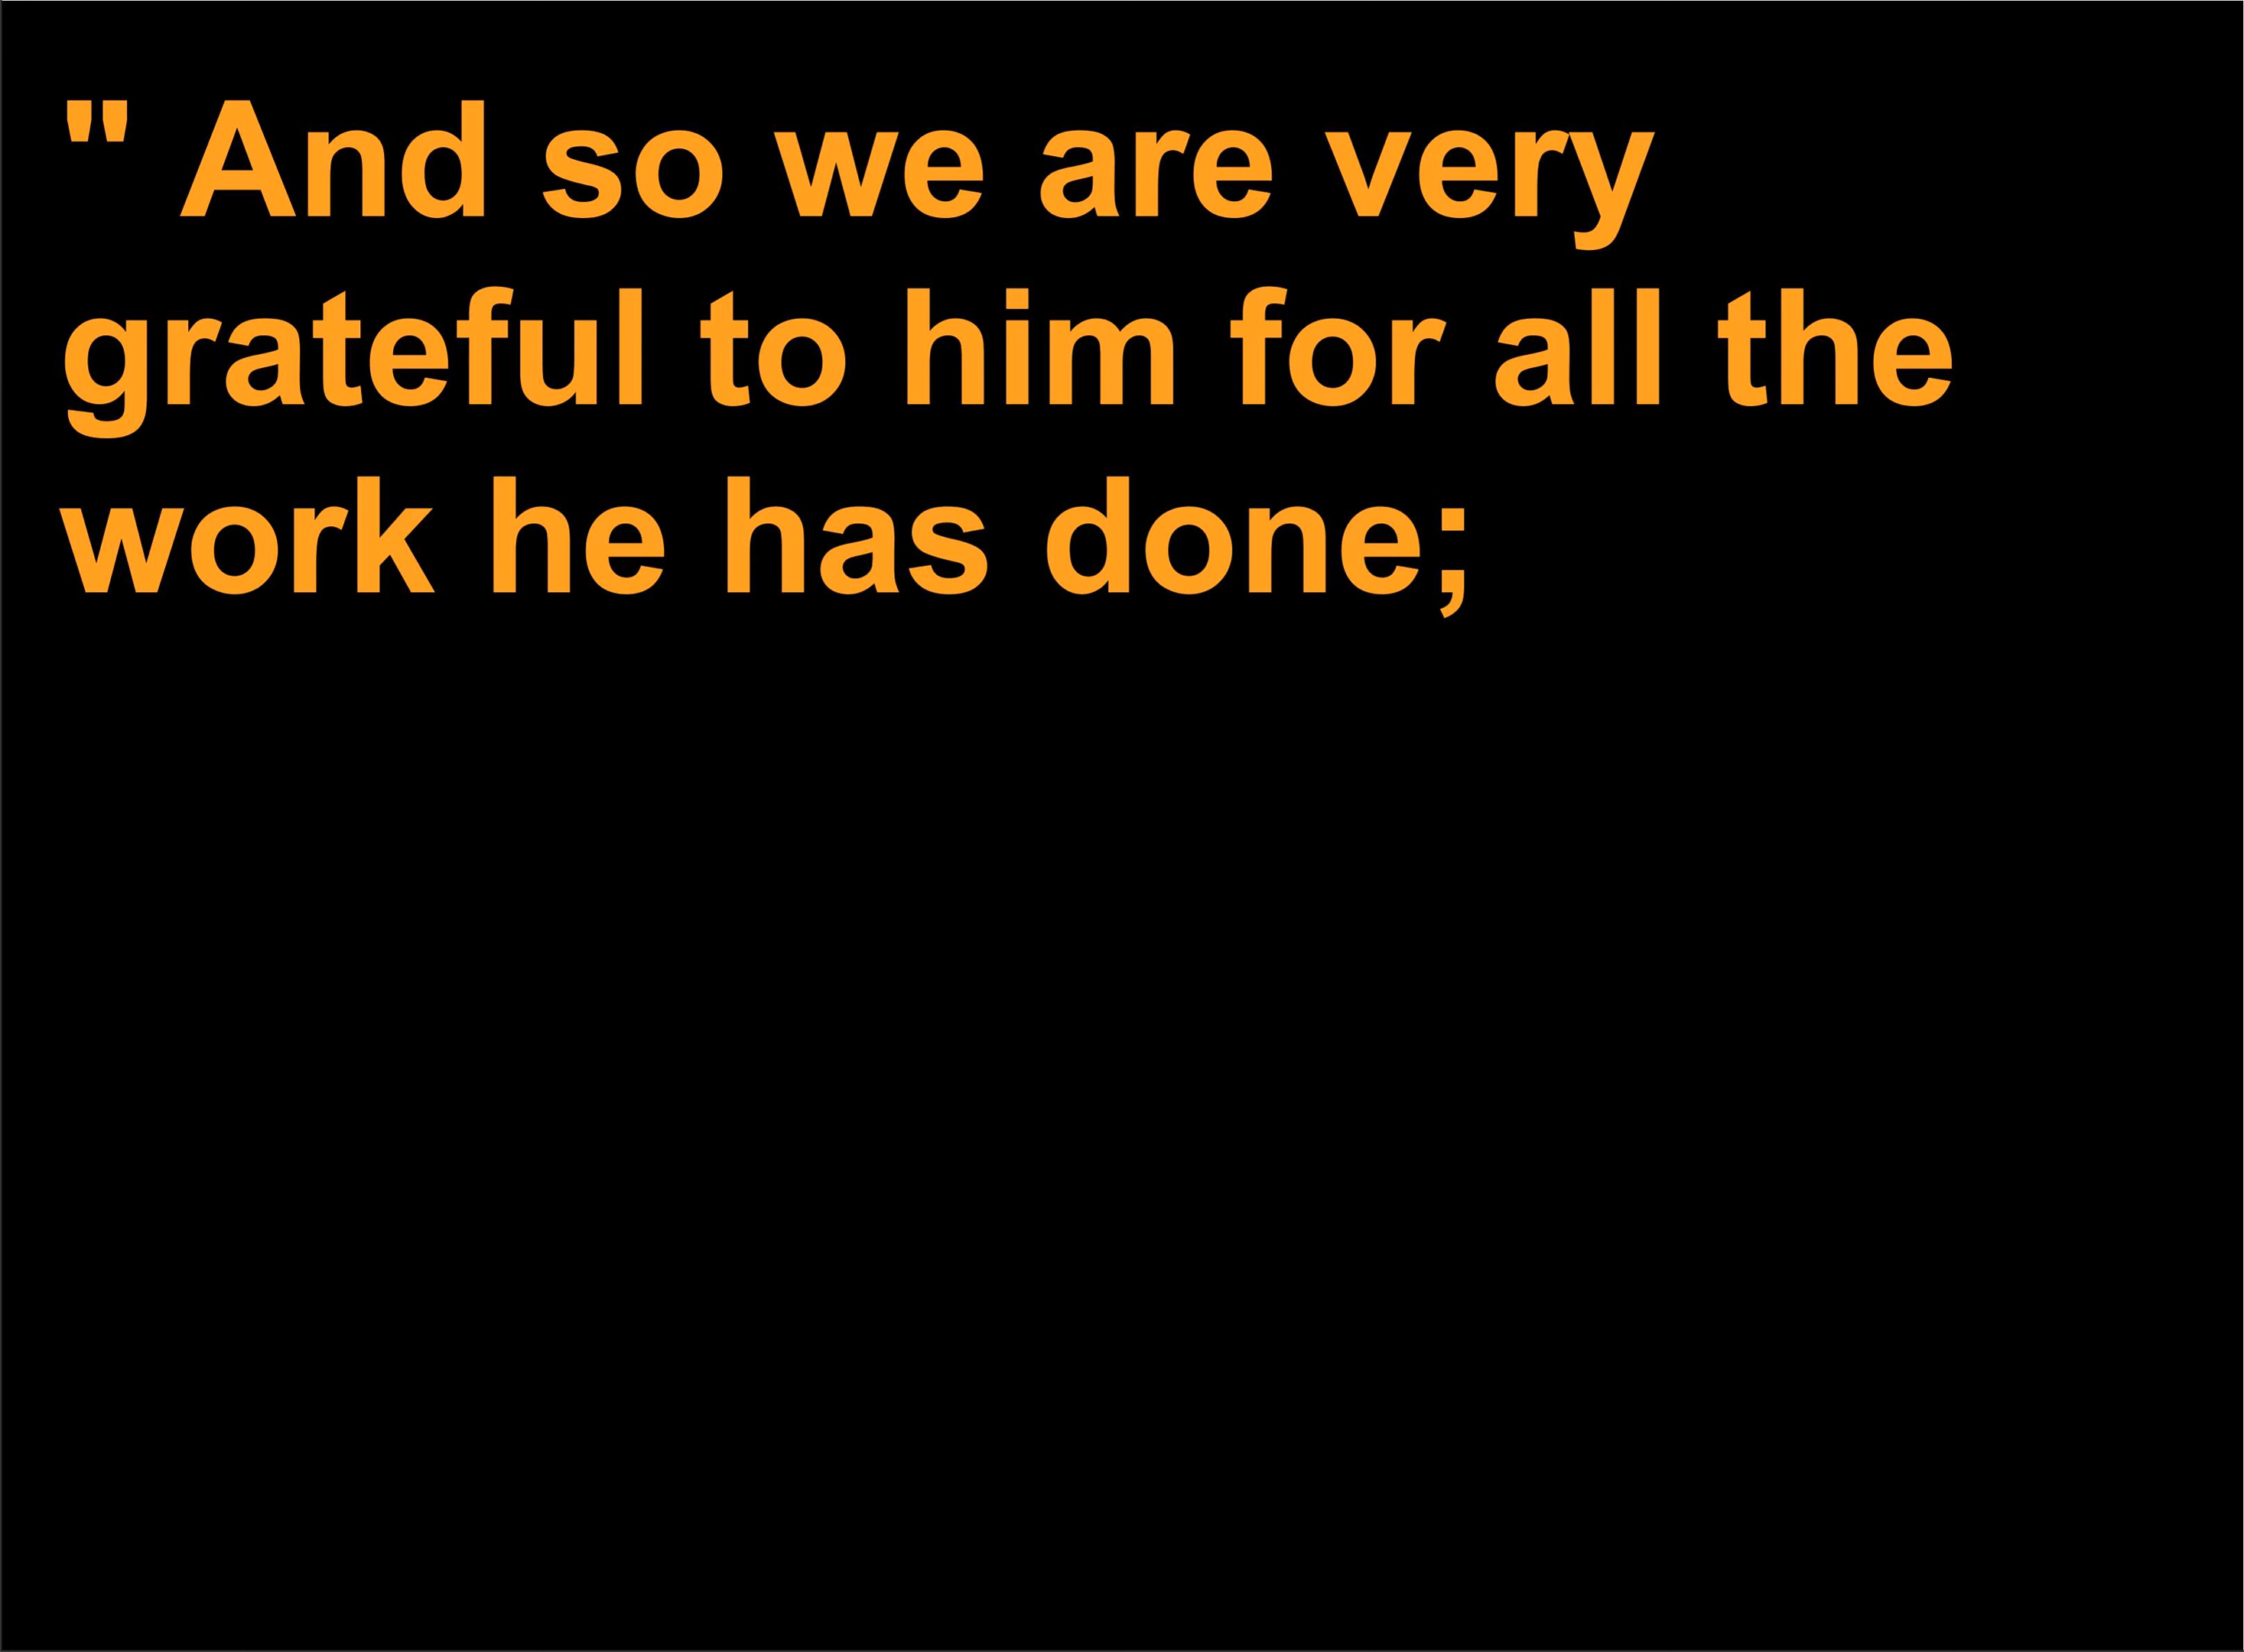 " And so we are very
grateful to him for all the
work he has done;